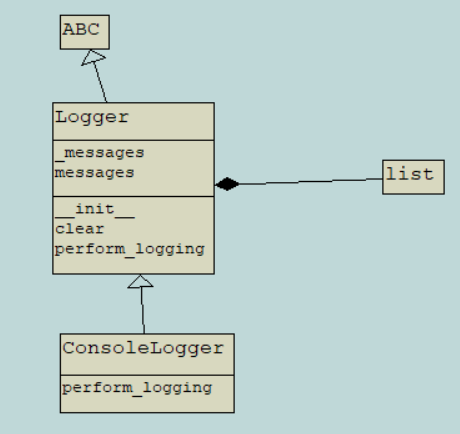 ABC
Logger
_messages
messages
__init__
clear
perform_logging
list
ConsoleLogger
perform_logging